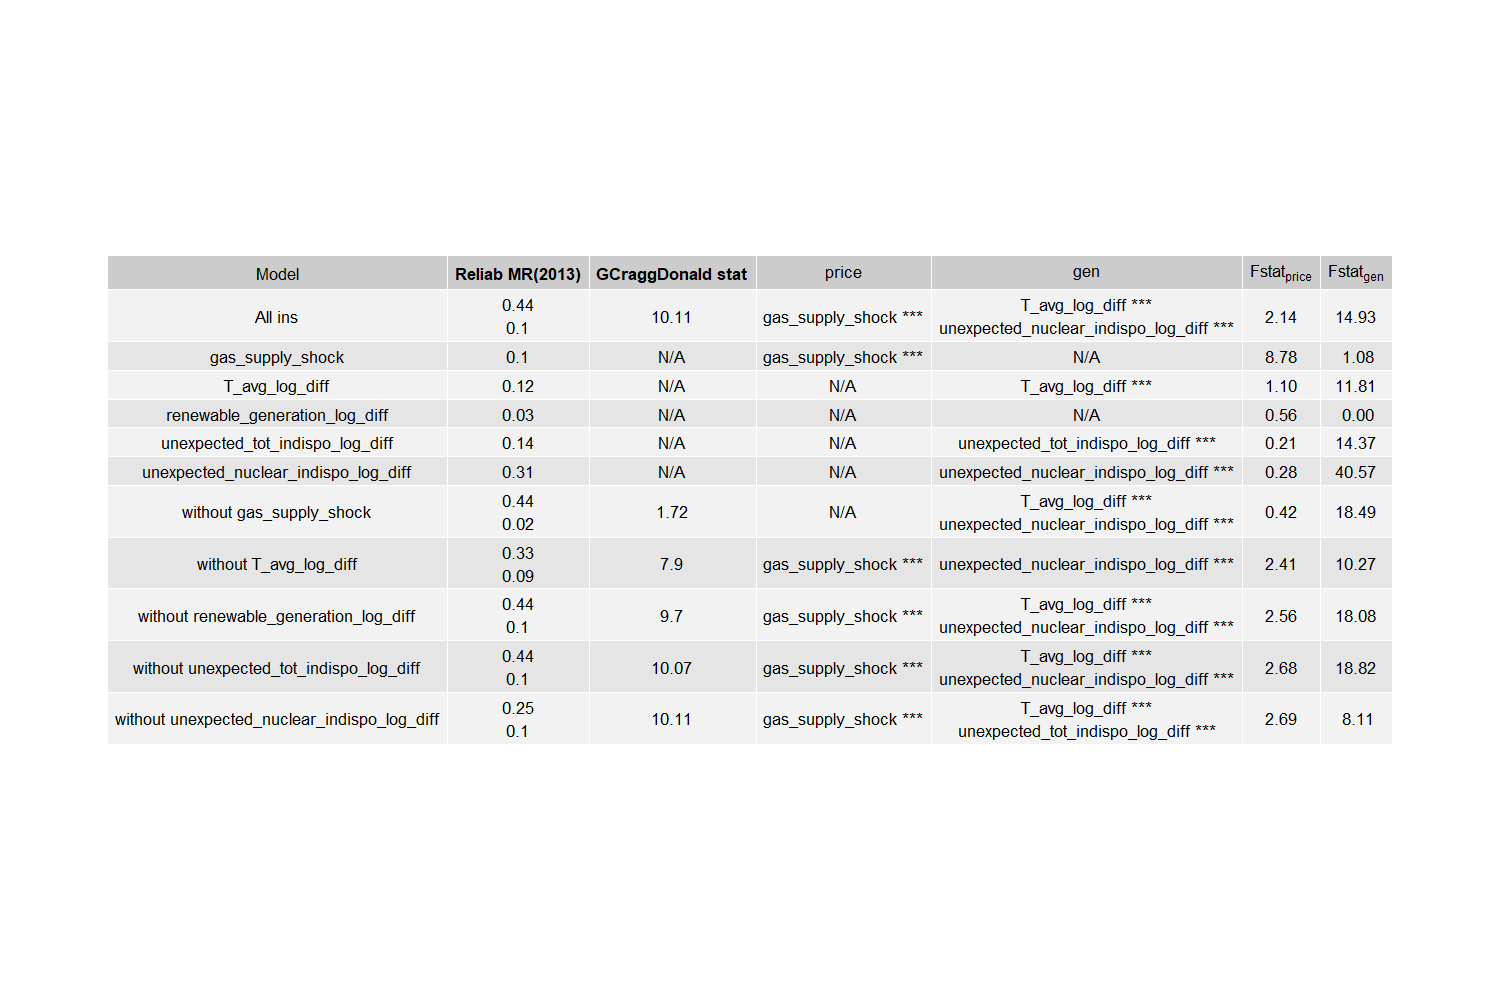 Model Reliab MR(2013) GCraggDonald stat price gen Fstatprice Fstatgen
All ins 0.44 0.1 10.11 gas_supply_shock *** T_avg_log_diff *** unexpected_nuclear_indispo_log_diff *** 2.14 14.93
gas_supply_shock 0.1 N/A gas_supply_shock *** N/A 8.78 1.08
T_avg_log_diff 0.12 N/A N/A T_avg_log_diff *** 1.10 11.81
renewable_generation_log_diff 0.03 N/A N/A N/A 0.56 0.00
unexpected_tot_indispo_log_diff 0.14 N/A N/A unexpected_tot_indispo_log_diff *** 0.21 14.37
unexpected_nuclear_indispo_log_diff 0.31 N/A N/A unexpected_nuclear_indispo_log_diff *** 0.28 40.57
without gas_supply_shock 0.44 0.02 1.72 N/A T_avg_log_diff *** unexpected_nuclear_indispo_log_diff *** 0.42 18.49
without T_avg_log_diff 0.33 0.09 7.9 gas_supply_shock *** unexpected_nuclear_indispo_log_diff *** 2.41 10.27
without renewable_generation_log_diff 0.44 0.1 9.7 gas_supply_shock *** T_avg_log_diff *** unexpected_nuclear_indispo_log_diff *** 2.56 18.08
without unexpected_tot_indispo_log_diff 0.44 0.1 10.07 gas_supply_shock *** T_avg_log_diff *** unexpected_nuclear_indispo_log_diff *** 2.68 18.82
without unexpected_nuclear_indispo_log_diff 0.25 0.1 10.11 gas_supply_shock *** T_avg_log_diff *** unexpected_tot_indispo_log_diff *** 2.69 8.11